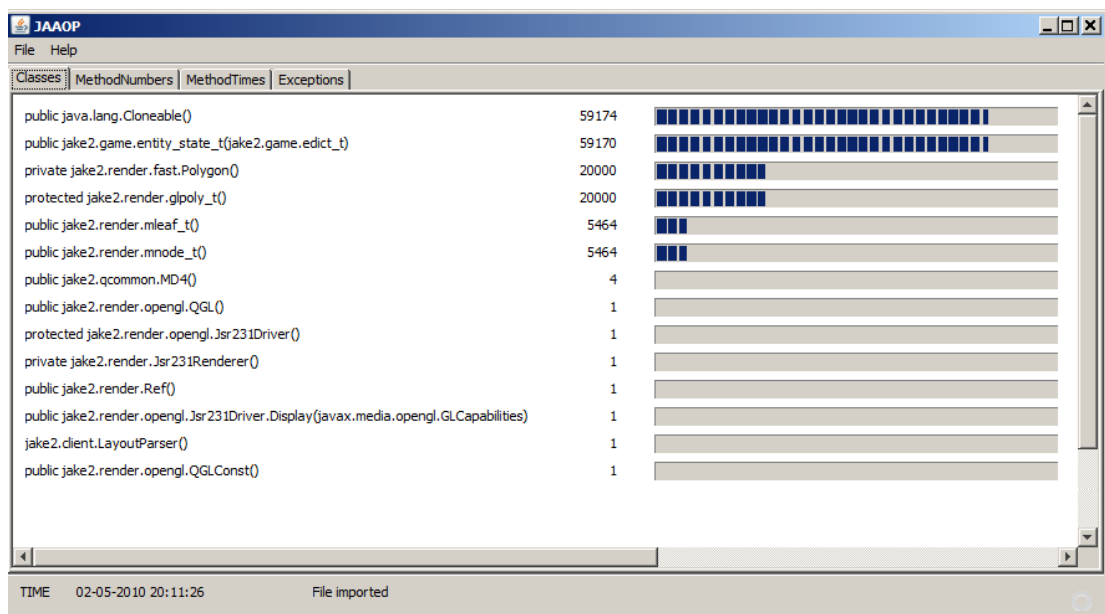 JAAOP
File Help
Classes MethodNumbers MethodTimes Exceptions
public java.lang.Cloneable() 59174
public jake2.game.entity_state_t(jake2.game.edict_t) 59170
private jake2.render.fast.Polygon() 20000
protected jake2.render.glpoly_t() 20000
public jake2.render.mleaf_t() 5464
public jake2.render.mnode_t() 5464
public jake2.qcommon.MD4() 4
public jake2.render.opengl.QGL() 1
protected jake2.render.opengl.Jsr231Driver() 1
private jake2.render.Jsr231Renderer() 1
public jake2.render.Ref() 1
public jake2.render.opengl.Jsr231Driver.Display(javax.media.opengl.GLCapabilities) 1
jake2.client.LayoutParser() 1
public jake2.render.opengl.QGLConst() 1
TIME 02-05-2010 20:11:26 File imported